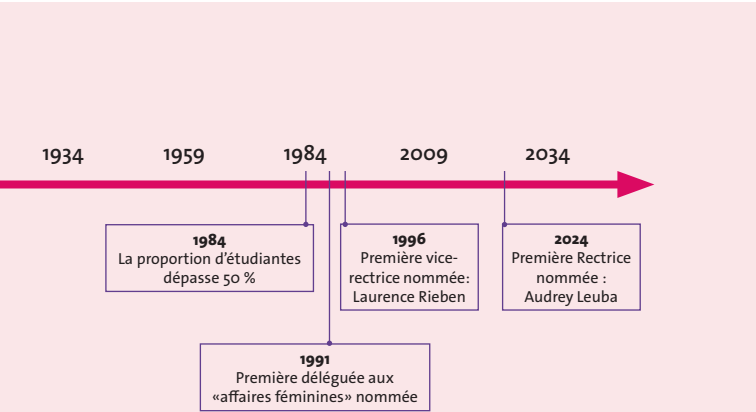 1934 1959 1984 2009 2034
1984
La proportion d'étudiantes
dépasse 50 %
1996
Première vice-
rectrice nommée:
Laurence Rieben
2024
Première Rectrice
nommée :
Audrey Leuba
1991
Première déléguée aux
«affaires féminines» nommée